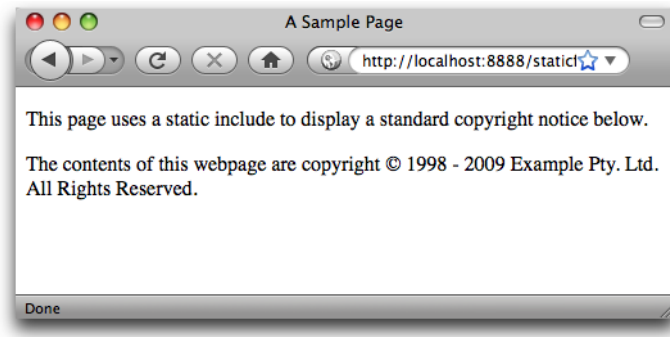 A Sample Page
http://localhost:8888/static
This page uses a static include to display a standard copyright notice below.
The contents of this webpage are copyright © 1998 - 2009 Example Pty. Ltd.
All Rights Reserved.
Done